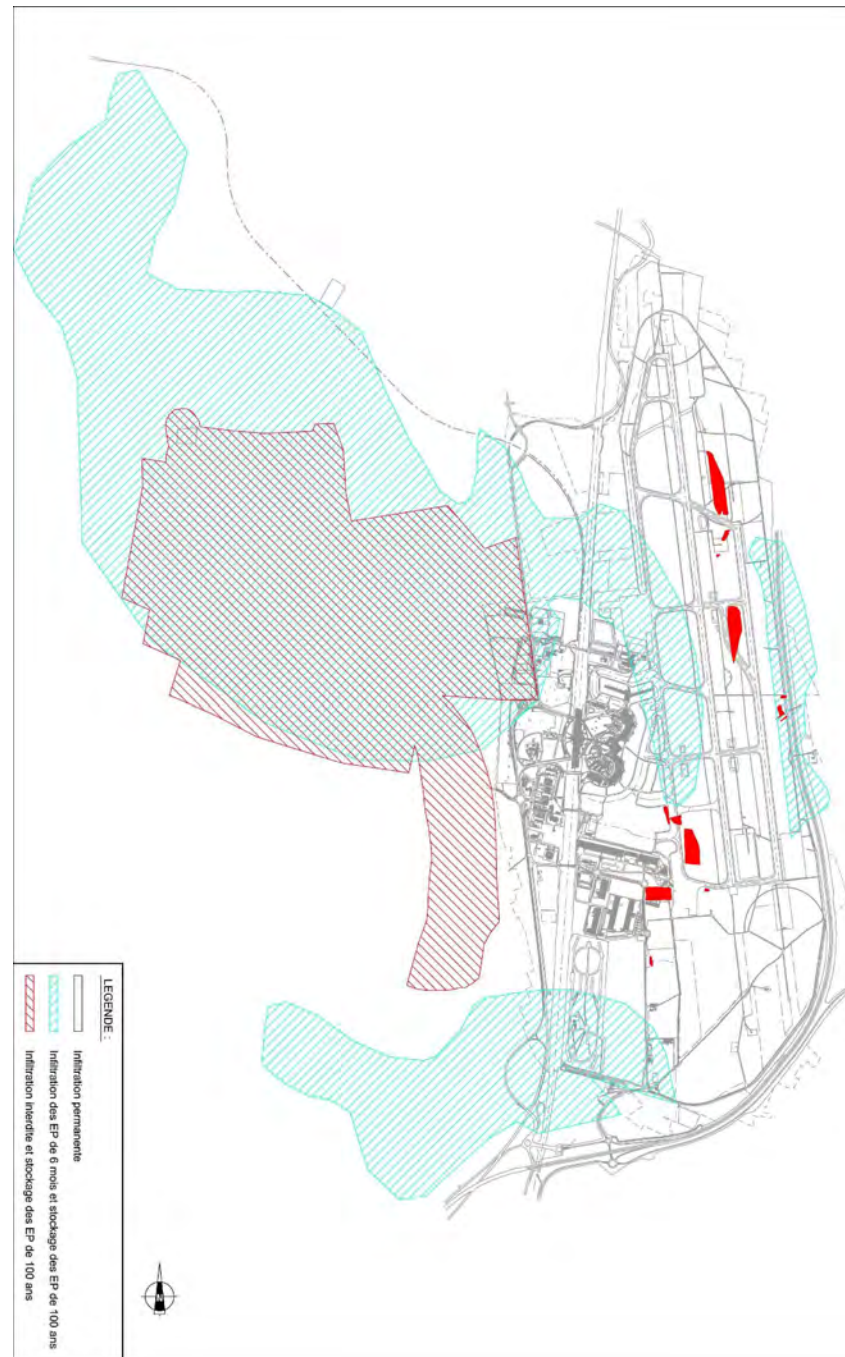 LEGENDE :
Infiltration permanente
Infiltration des EP de 6 mois et stockage des EP de 100 ans
Infiltration interdite et stockage des EP de 100 ans